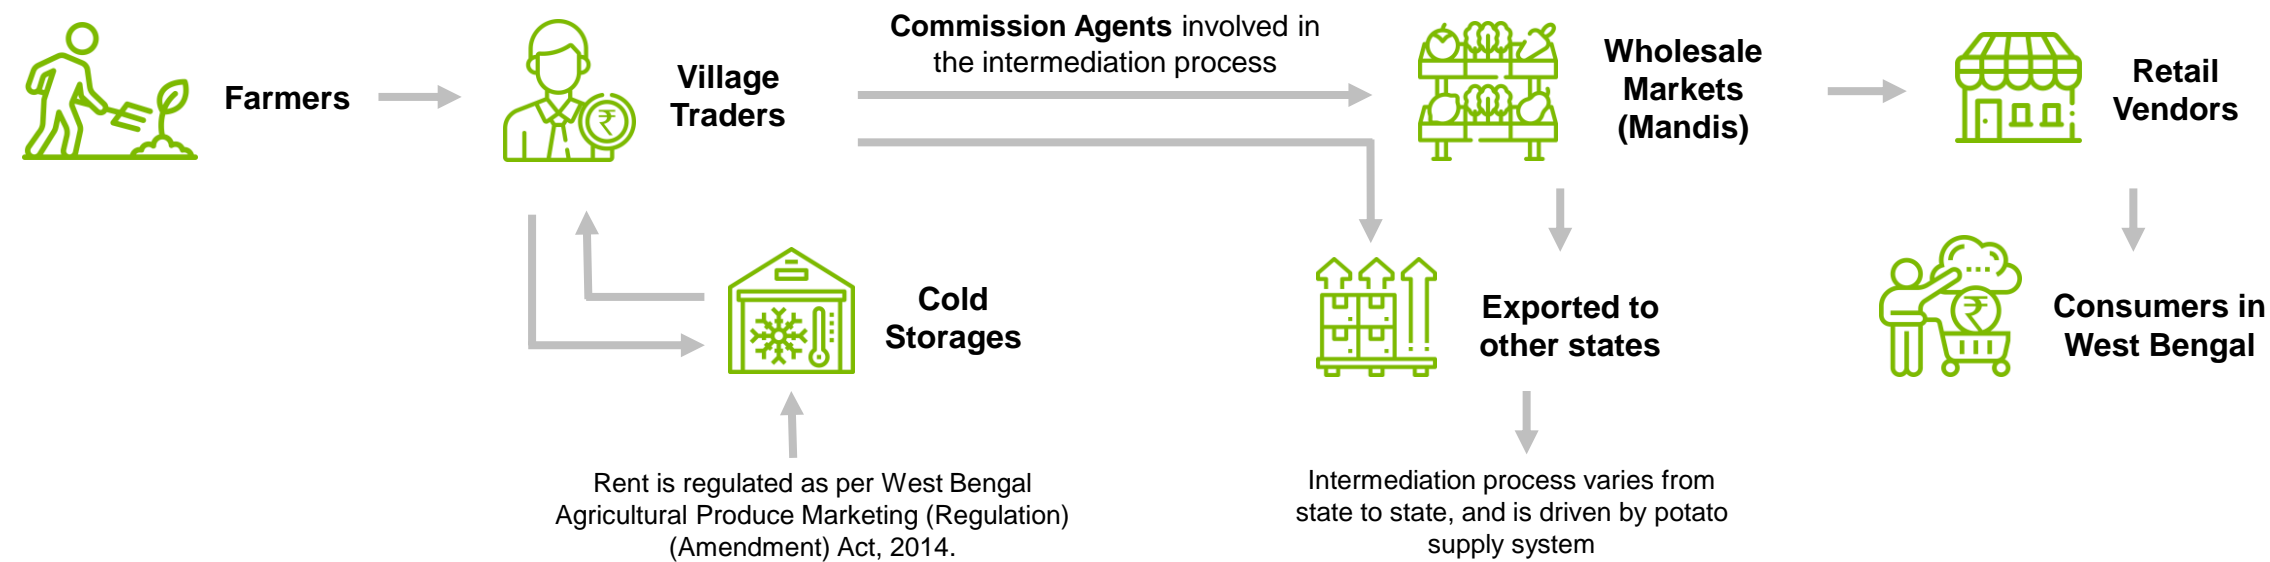 Farmers
Village
Traders
Commission Agents involved in
the intermediation process
Wholesale
Markets
(Mandis)
Retail
Vendors
₹
Cold
Storages
Exported to
other states
₹
Consumers in
West Bengal
Rent is regulated as per West Bengal
Agricultural Produce Marketing (Regulation)
(Amendment) Act, 2014.
Intermediation process varies from
state to state, and is driven by potato
supply system